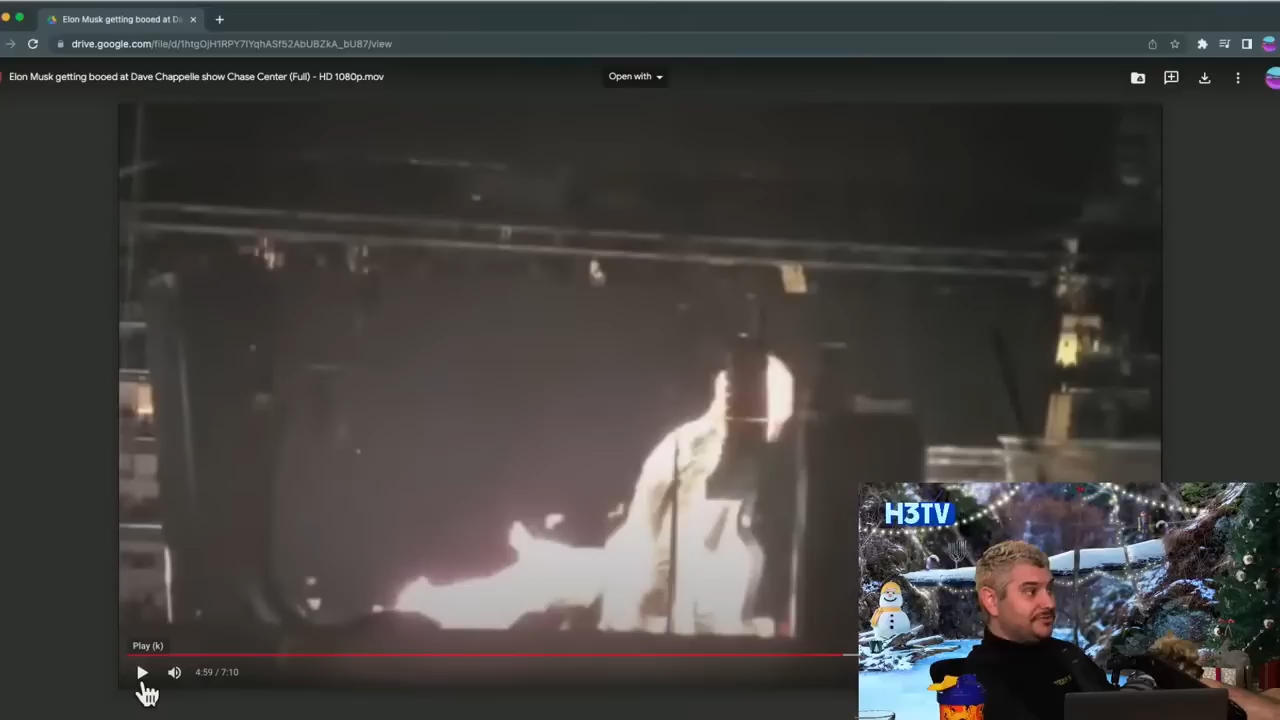 Elon Musk getting booed at Da
drive.google.com/file/d/1htgOjH1RPY7IYqhASf52AbUBZkA_bU87/view
Elon Musk getting booed at Dave Chappelle show Chase Center (Full) - HD 1080p.mov
Open with
Play (k)
4:59 / 7:10
H3TV